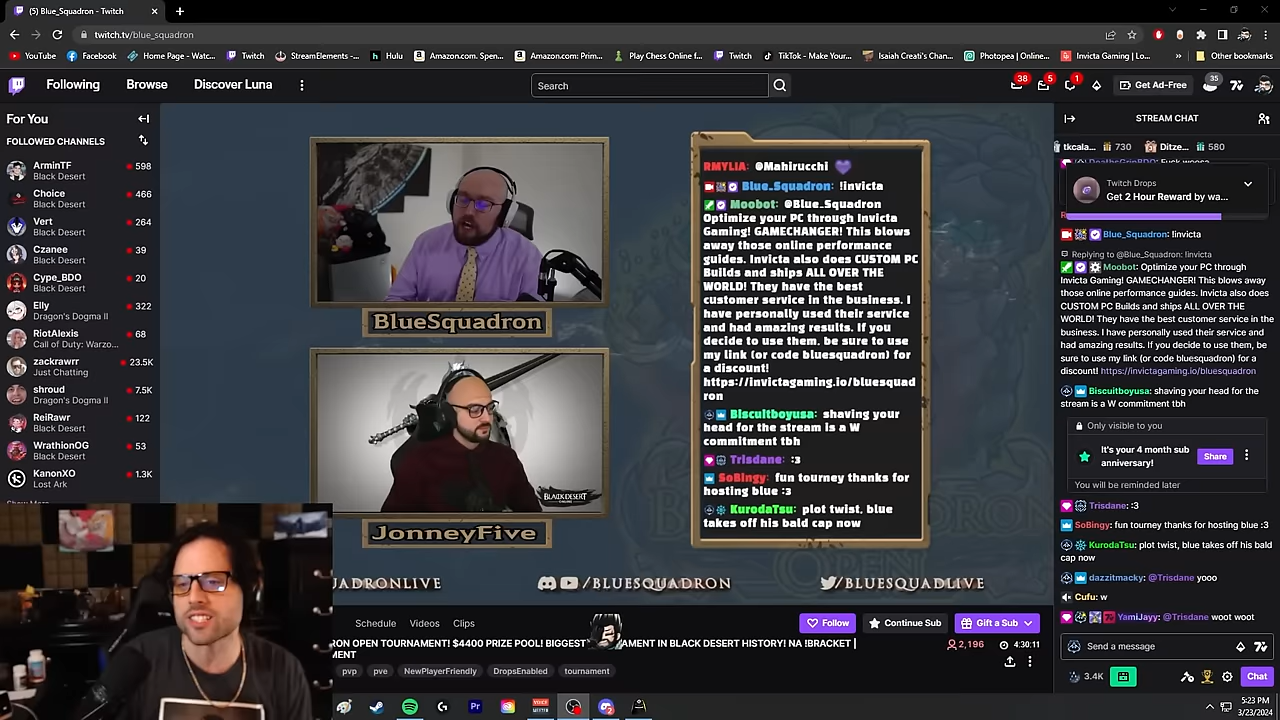 (5) Blue_Squadron - Twitch
twitch.tv/blue_squadron
YouTube
Facebook
Home Page - Watc...
Twitch
StreamElements -...
Hulu
Amazon.com. Spen...
Amazon.com: Prim...
Play Chess Online f...
Twitch
TikTok - Make Your...
Isaiah Creati's Chan...
Photopea | Online...
Invicta Gaming | Lo...
Other bookmarks
Following
Browse
Discover Luna
Search
38
5
1
Get Ad-Free
35
For You
FOLLOWED CHANNELS
ArminTF
598
Black Desert
Choice
466
Black Desert
Vert
264
Black Desert
Czanee
39
Black Desert
Cype_BDO
20
Black Desert
Elly
322
Dragon's Dogma II
RiotAlexis
68
Call of Duty: Warzo...
zackrawrr
23.5K
Just Chatting
shroud
7.5K
Dragon's Dogma II
ReiRawr
122
Black Desert
WrathionOG
53
Black Desert
KanonXO
1.3K
Lost Ark
BlueSquadron
BLACK DESERT
JonneyFive
RMYLIA: @Mahirucchi
Blue_Squadron: !invicta
Moobot: @Blue_Squadron
Optimize your PC through Invicta
Gaming! GAMECHANGER! This blows
away those online performance
guides. Invicta also does CUSTOM PC
Builds and ships ALL OVER THE
WORLD! They have the best
customer service in the business. I
have personally used their service
and had amazing results. If you
decide to use them, be sure to use
my link (or code bluesquadron) for
a discount!
https://invictagaming.io/bluesquad
ron
Biscuitboyusa: shaving your
head for the stream is a W
commitment tbh
Trisdane: :3
SoBingy: fun tourney thanks for
hosting blue :3
KurodaTsu: plot twist, blue
takes off his bald cap now
UADRONLIVE
/BLUESQUADRON
/BLUESQUADLIVE
Schedule
Videos
Clips
Follow
Continue Sub
Gift a Sub
2,196
4:30:11
pvp
pve
NewPlayerFriendly
DropsEnabled
tournament
STREAM CHAT
tkcala...
730
Ditze...
580
Twitch Drops
Get 2 Hour Reward by wa...
Blue_Squadron: !invicta
Replying to @Blue_Squadron: !invicta
Moobot: Optimize your PC through
Invicta Gaming! GAMECHANGER! This blows
away those online performance guides. Invicta
also does CUSTOM PC Builds and ships ALL OVER
THE WORLD! They have the best customer
service in the business. I have personally used
their service and had amazing results. If you
decide to use them, be sure to use my link (or
code bluesquadron) for a
discount! https://invictagaming.io/bluesquadron
Biscuitboyusa: shaving your head for the
stream is a W commitment tbh
Only visible to you
It's your 4 month sub
anniversary!
Share
You will be reminded later
Trisdane: :3
SoBingy: fun tourney thanks for hosting blue :3
KurodaTsu: plot twist, blue takes off his bald
cap now
dazzitmacky: @Trisdane yooo
Cufu: w
YamiJayy: @Trisdane woot woot
Send a message
3.4K
Chat
5:23 PM
3/23/2024